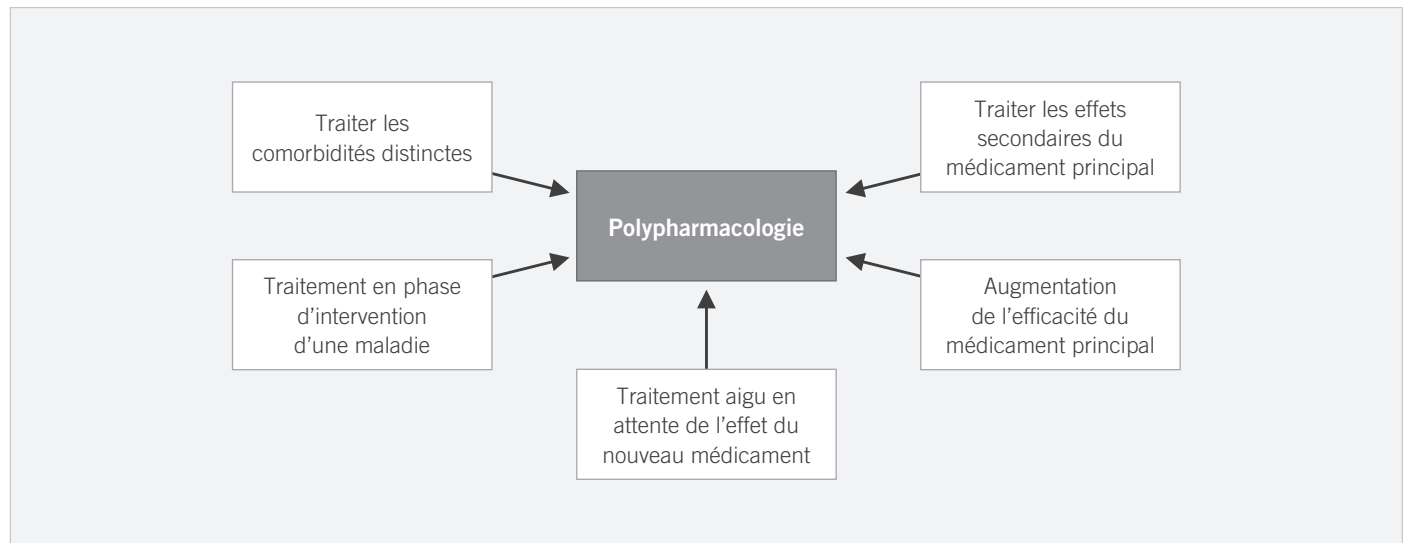 Traiter les
comorbidités distinctes
Traiter les effets
secondaires du
médicament principal
Polypharmacologie
Traitement en phase
d'intervention
d'une maladie
Augmentation
de l'efficacité du
médicament principal
Traitement aigu en
attente de l'effet du
nouveau médicament